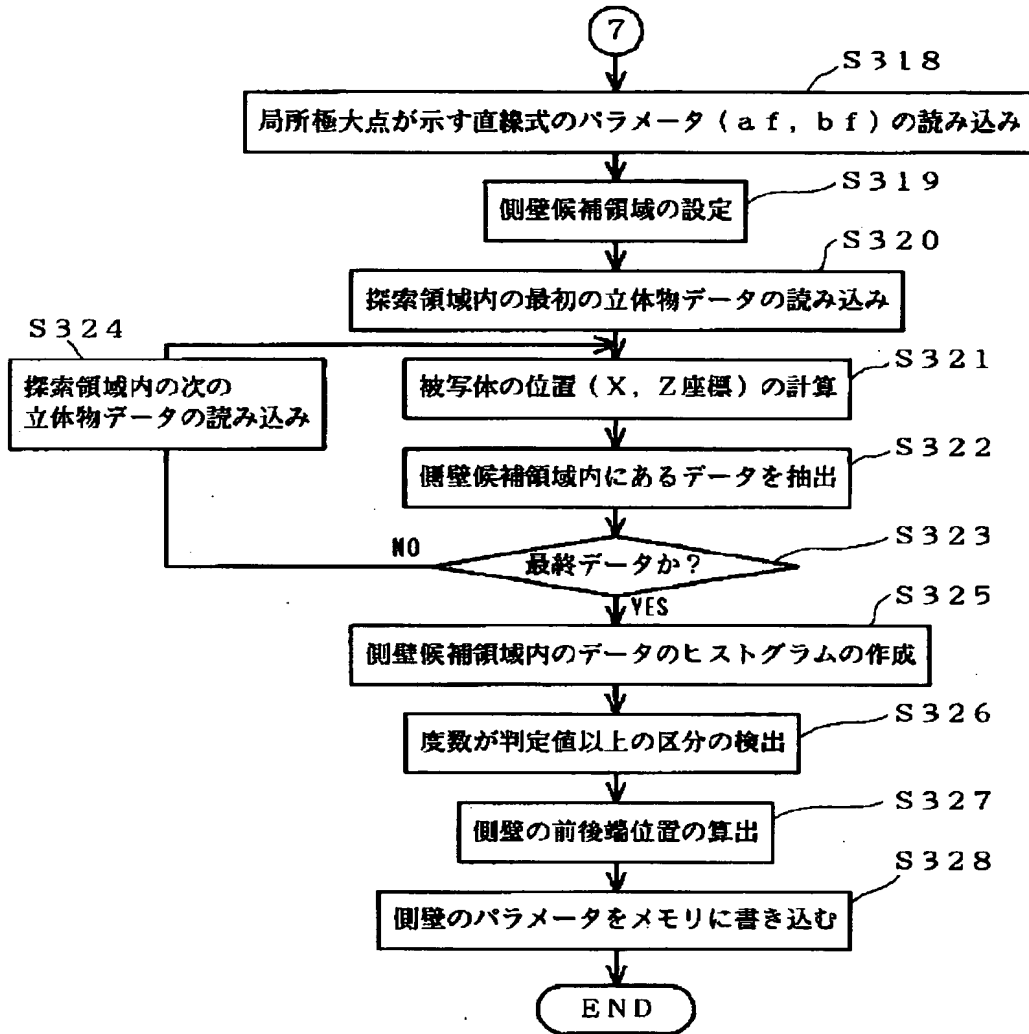 7
S318
局所極大点が示す直線式のパラメータ(af,bf)の読み込み
S319
側壁候補領域の設定
S320
探索領域内の最初の立体物データの読み込み
S324
探索領域内の次の
立体物データの読み込み
S321
被写体の位置(X,Z座標)の計算
S322
側壁候補領域内にあるデータを抽出
S323
NO
最終データか?
YES
S325
側壁候補領域内のデータのヒストグラムの作成
S326
度数が判定値以上の区分の検出
S327
側壁の前後端位置の算出
S328
側壁のパラメータをメモリに書き込む
END